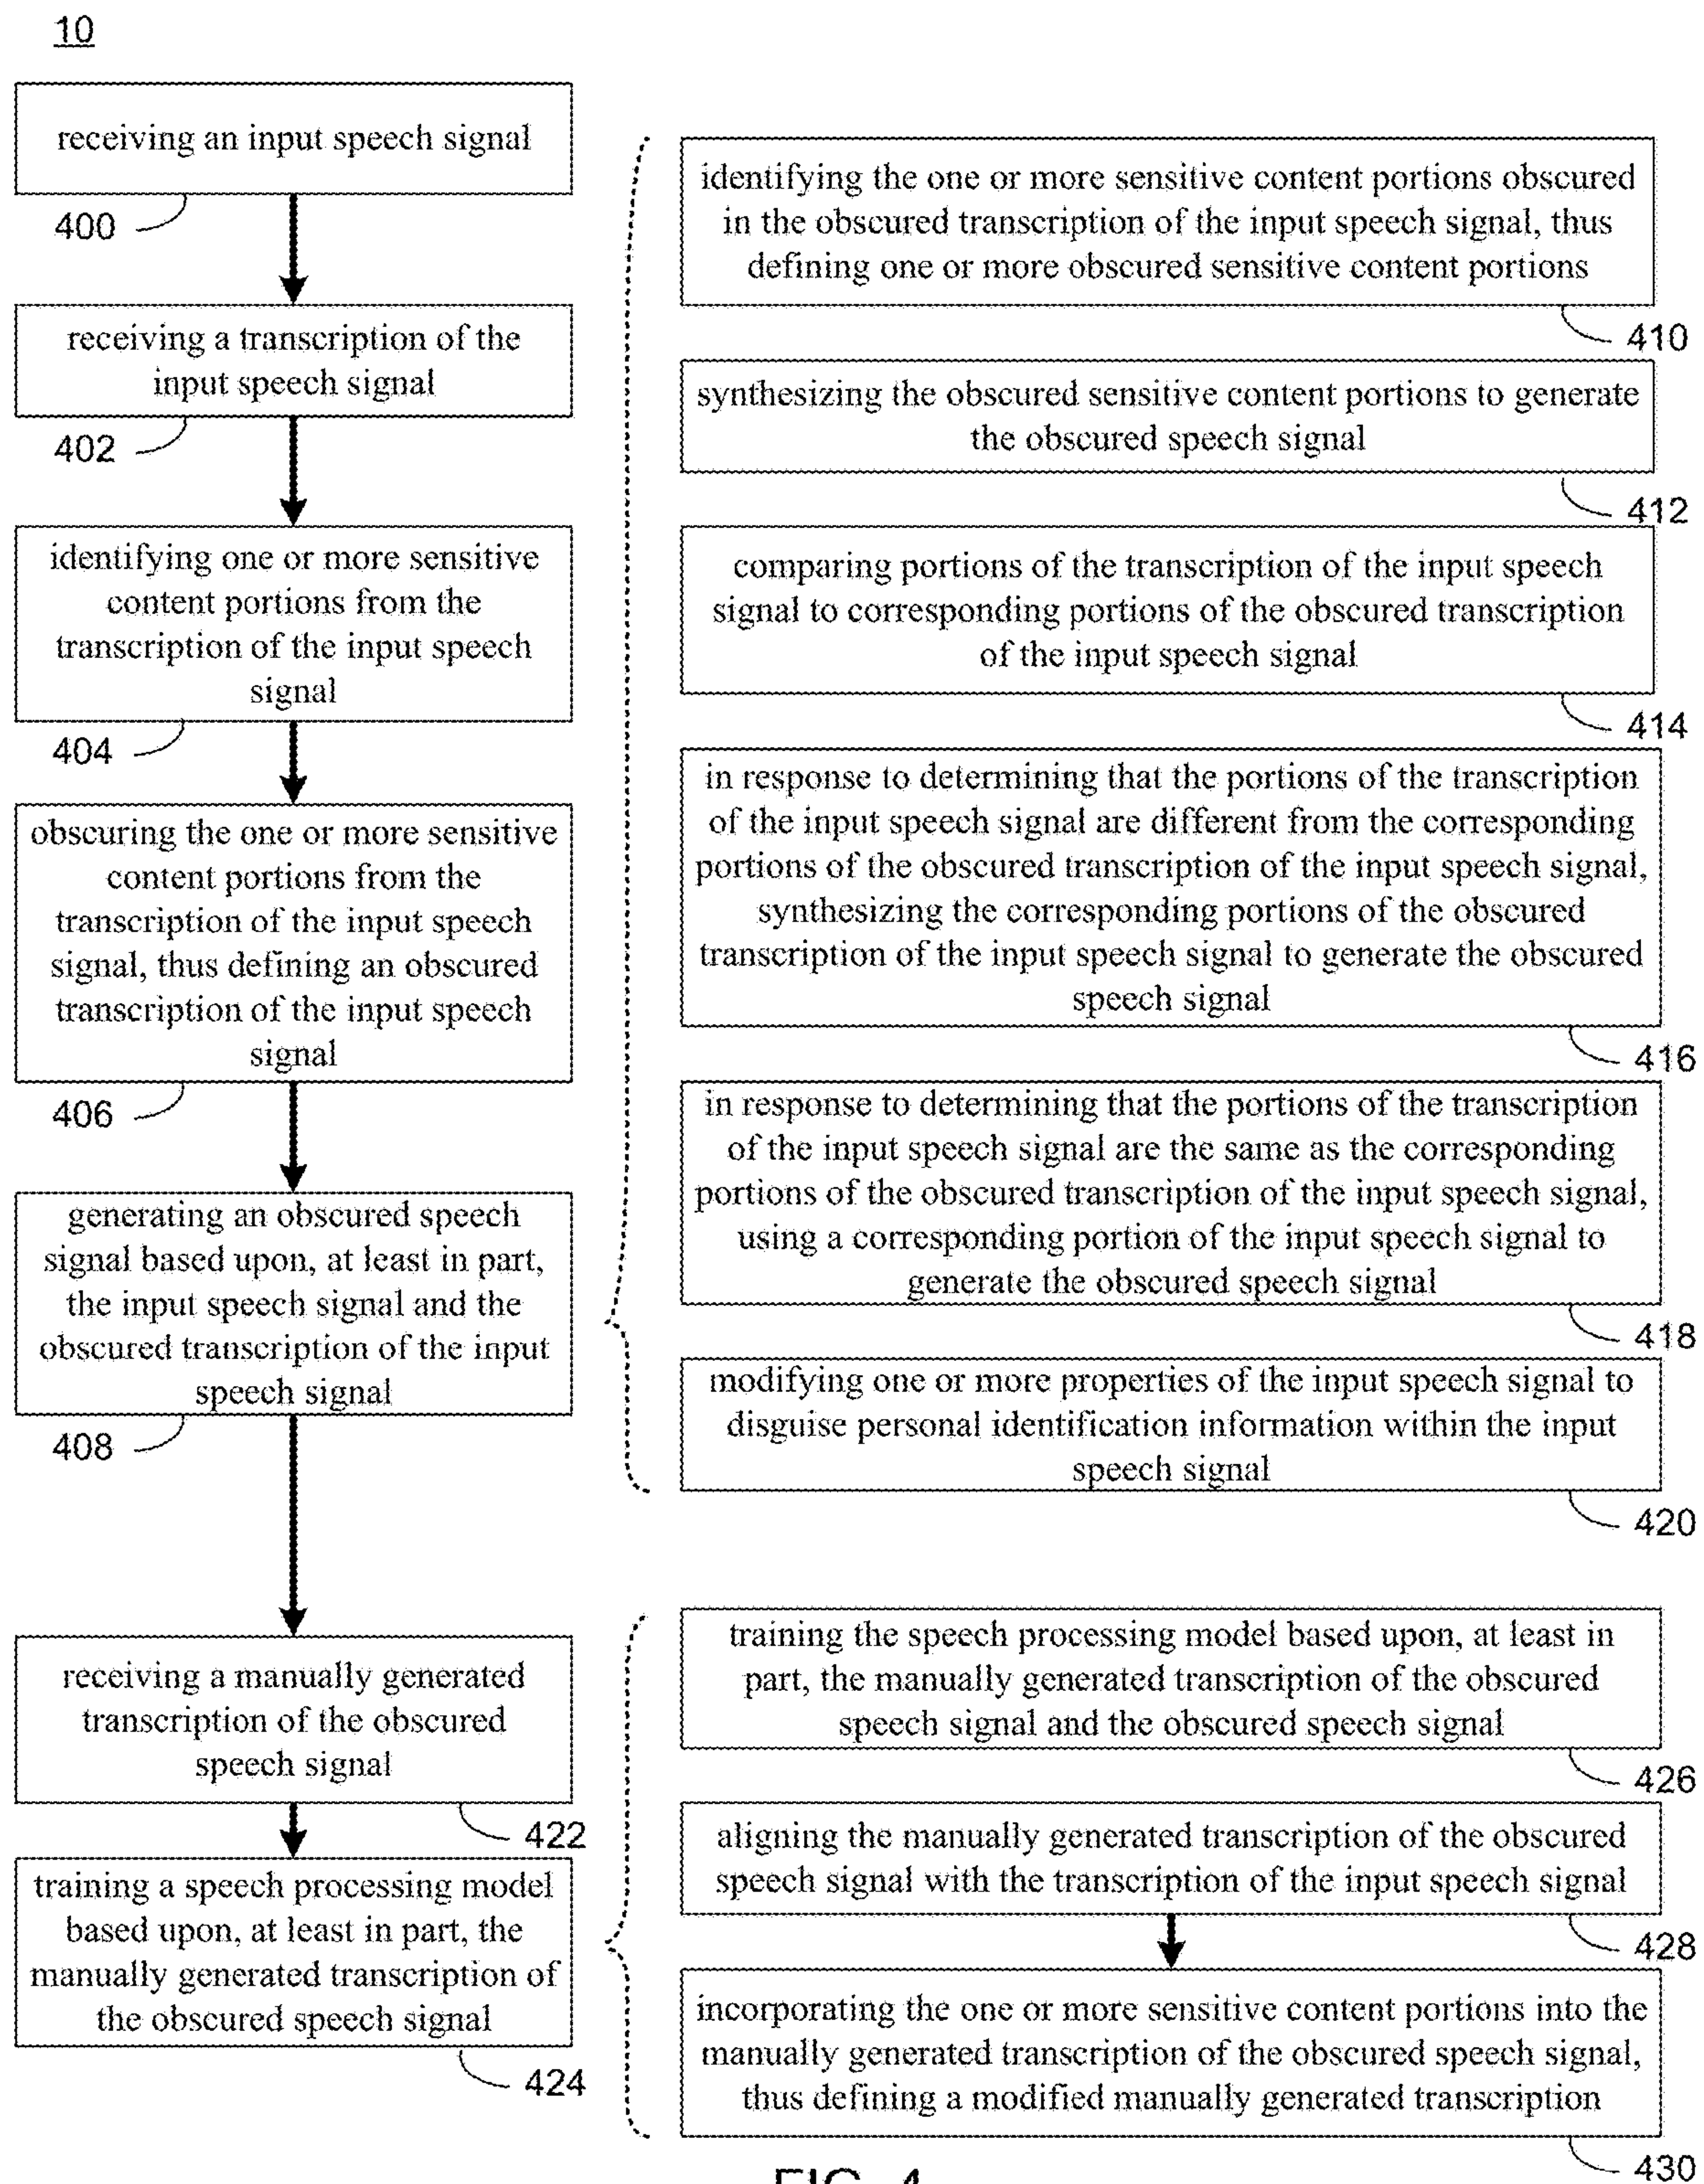 10
receiving an input speech signal
400
receiving a transcription of the
input speech signal
402
identifying one or more sensitive
content portions from the
transcription of the input speech
signal
404
obscuring the one or more sensitive
content portions from the
transcription of the input speech
signal, thus defining an obscured
transcription of the input speech
signal
406
generating an obscured speech
signal based upon, at least in part,
the input speech signal and the
obscured transcription of the input
speech signal
408
identifying the one or more sensitive content portions obscured
in the obscured transcription of the input speech signal, thus
defining one or more obscured sensitive content portions
410
synthesizing the obscured sensitive content portions to generate
the obscured speech signal
412
comparing portions of the transcription of the input speech
signal to corresponding portions of the obscured transcription
of the input speech signal
414
in response to determining that the portions of the transcription
of the input speech signal are different from the corresponding
portions of the obscured transcription of the input speech signal,
synthesizing the corresponding portions of the obscured
transcription of the input speech signal to generate the obscured
speech signal
416
in response to determining that the portions of the transcription
of the input speech signal are the same as the corresponding
portions of the obscured transcription of the input speech signal,
using a corresponding portion of the input speech signal to
generate the obscured speech signal
418
modifying one or more properties of the input speech signal to
disguise personal identification information within the input
speech signal
420
receiving a manually generated
transcription of the obscured
speech signal
422
training a speech processing model
based upon, at least in part, the
manually generated transcription of
the obscured speech signal
424
training the speech processing model based upon, at least in
part, the manually generated transcription of the obscured
speech signal and the obscured speech signal
426
aligning the manually generated transcription of the obscured
speech signal with the transcription of the input speech signal
428
incorporating the one or more sensitive content portions into the
manually generated transcription of the obscured speech signal,
thus defining a modified manually generated transcription
430
FIG. 4